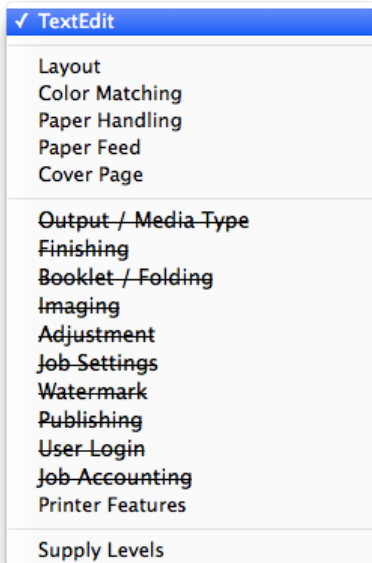 ✓ TextEdit
Layout
Color Matching
Paper Handling
Paper Feed
Cover Page
Output / Media Type
Finishing
Booklet / Folding
Imaging
Adjustment
Job Settings
Watermark
Publishing
User Login
Job Accounting
Printer Features
Supply Levels